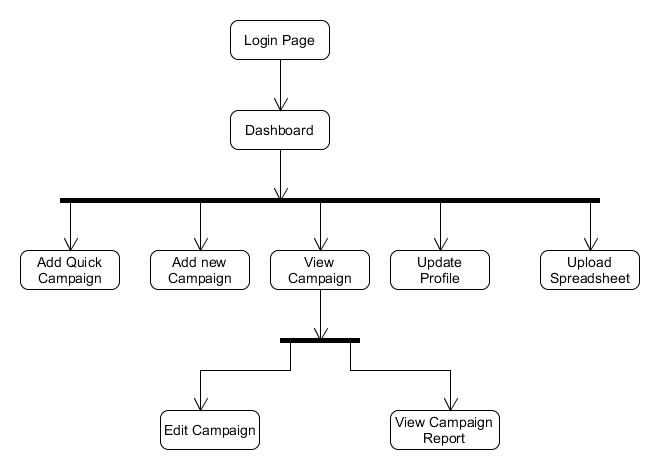 Login Page
Dashboard
Add Quick
Campaign
Add new
Campaign
View
Campaign
Update
Profile
Upload
Spreadsheet
Edit Campaign
View Campaign
Report